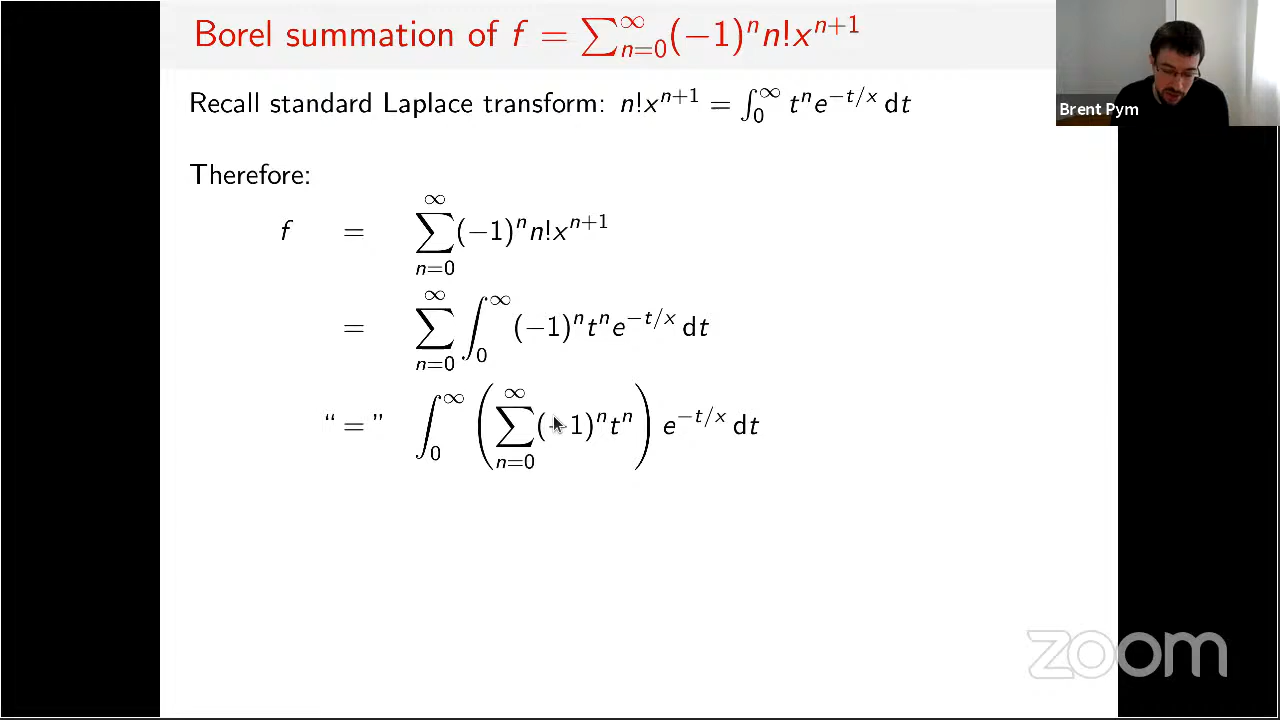 Borel summation of f = ∑_{n=0}^{∞}(−1)^n n!x^{n+1}
Recall standard Laplace transform: n!x^{n+1} = ∫_0^∞ t^n e^{−t/x} dt
Brent Pym
Therefore:
f = ∑_{n=0}^{∞} (−1)^n n!x^{n+1}
= ∑_{n=0}^{∞} ∫_0^∞ (−1)^n t^n e^{−t/x} dt
“ = ” ∫_0^∞ (∑_{n=0}^{∞} (−1)^n t^n) e^{−t/x} dt
zoom